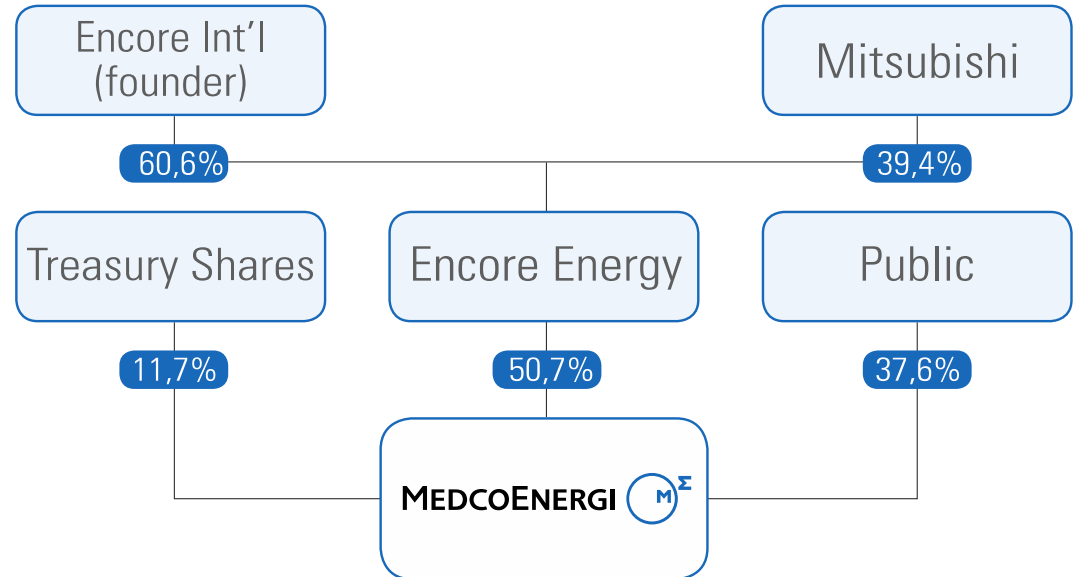 Encore Int’l
(founder)
Mitsubishi
60,6%
39,4%
Treasury Shares
Encore Energy
Public
11,7%
50,7%
37,6%
MEDCOENERGI
M Σ